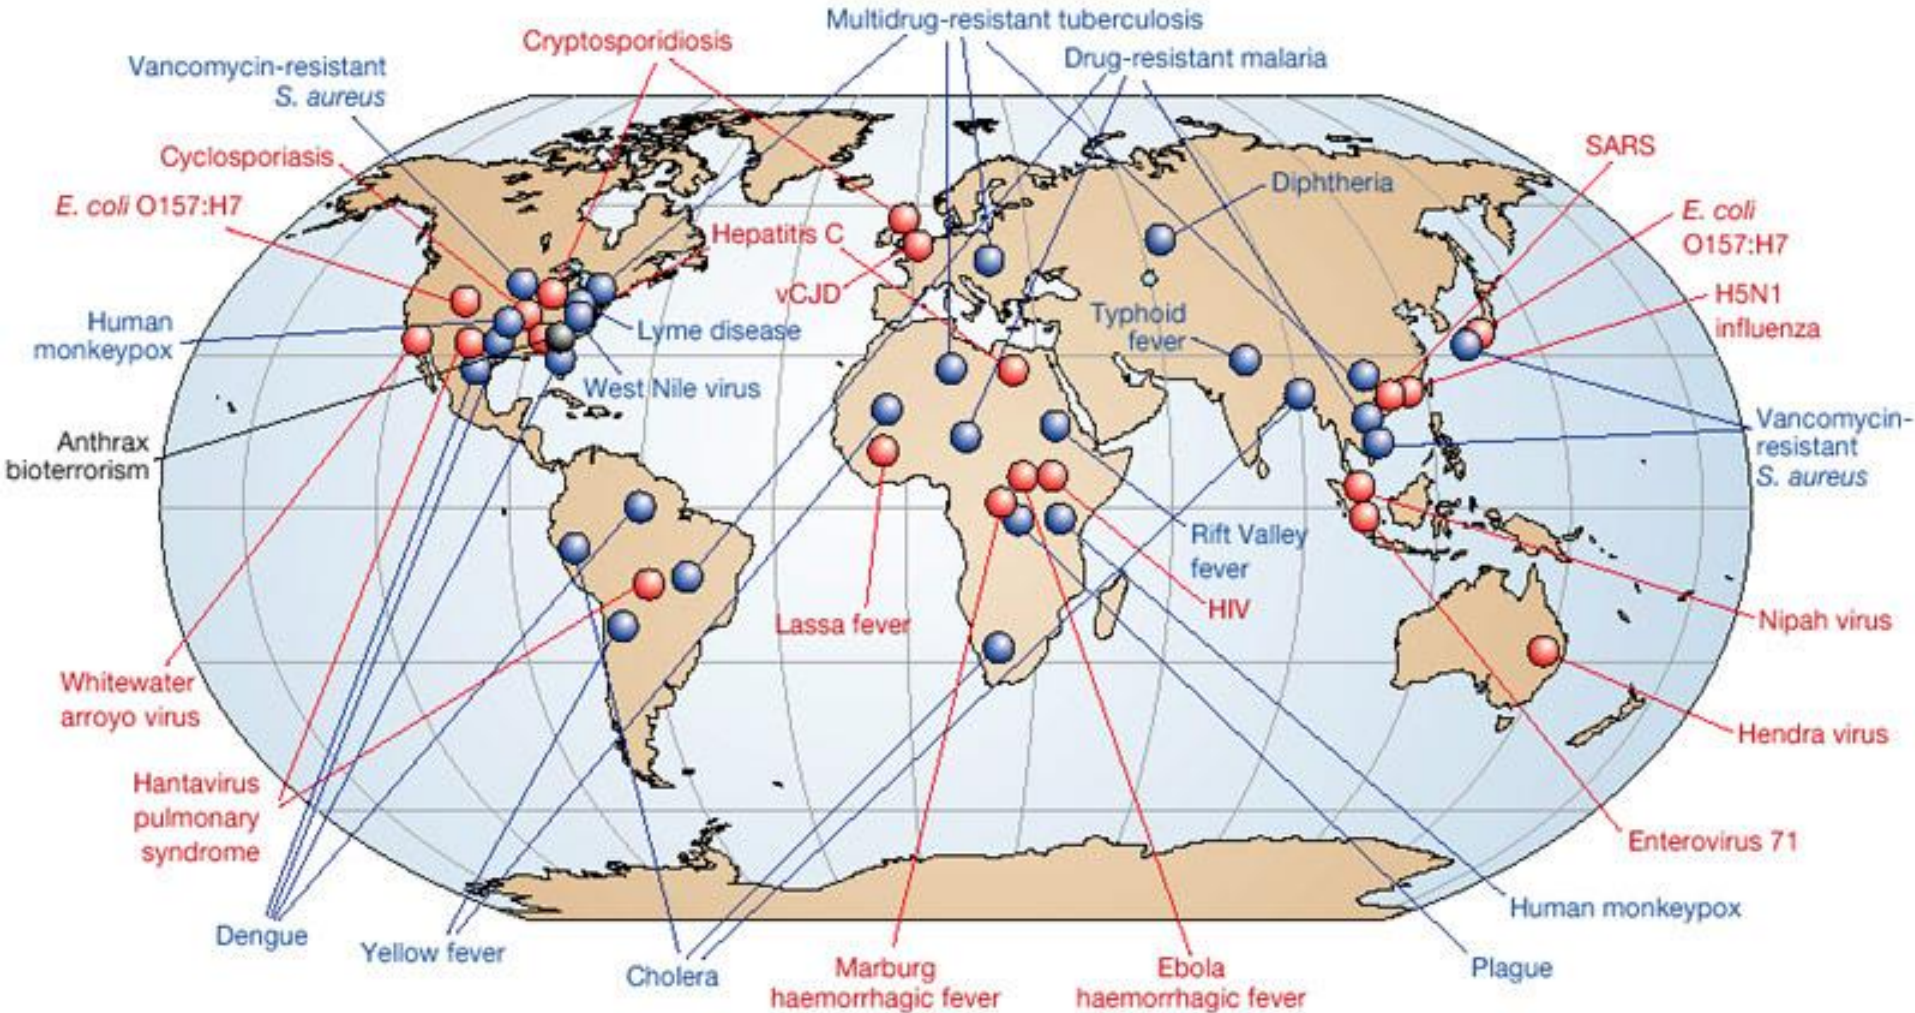 Multidrug-resistant tuberculosis
Cryptosporidiosis
Drug-resistant malaria
Vancomycin-resistant
S. aureus
SARS
Cyclosporiasis
Diphtheria
E. coli O157:H7
E. coli
O157:H7
Hepatitis C
vCJD
H5N1
influenza
Human
monkeypox
Lyme disease
Typhoid
fever
West Nile virus
Anthrax
bioterrorism
Vancomycin-
resistant
S. aureus
Rift Valley
fever
HIV
Lassa fever
Nipah virus
Whitewater
arroyo virus
Hendra virus
Hantavirus
pulmonary
syndrome
Enterovirus 71
Human monkeypox
Dengue
Yellow fever
Cholera
Marburg
haemorrhagic fever
Ebola
haemorrhagic fever
Plague